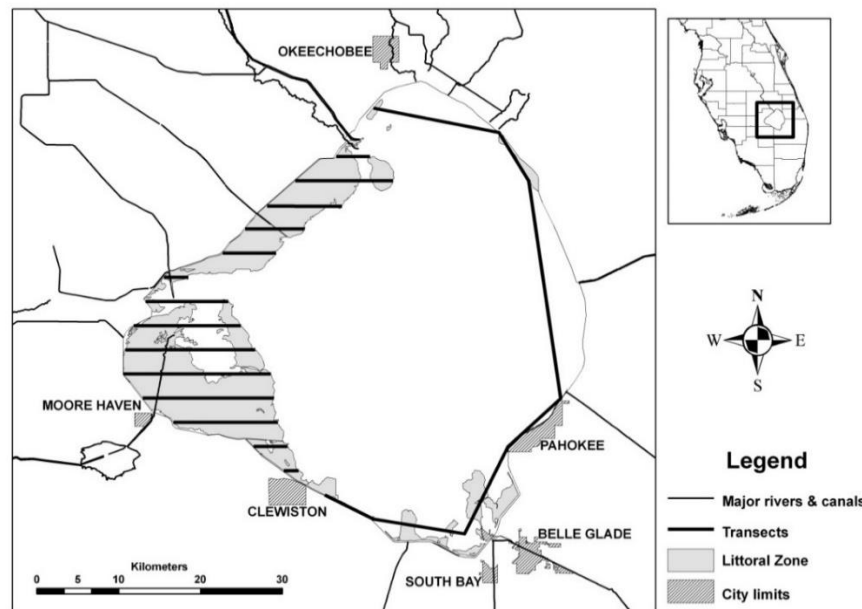 OKEECHOBEE
MOORE HAVEN
PAHOKEE
CLEWISTON
BELLE GLADE
SOUTH BAY
Kilometers
0 10 20 30
N
W E
S
Legend
Major rivers & canals
Transects
Littoral Zone
City limits